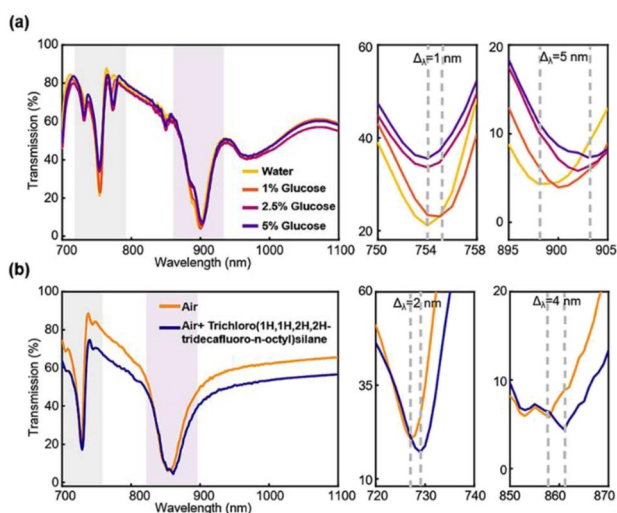 (a)
100
80
60
40
20
0
Transmission (%)
Water
1% Glucose
2.5% Glucose
5% Glucose
700 800 900 1000 1100
Wavelength (nm)
Δλ=1 nm
60
40
20
750 754 758
Δλ=5 nm
20
10
0
895 900 905
(b)
100
80
60
40
20
0
Transmission (%)
Air
Air+ Trichloro(1H,1H,2H,2H-
tridecafluoro-n-octyl)silane
700 800 900 1000 1100
Wavelength (nm)
Δλ=2 nm
60
35
10
720 730 740
Δλ=4 nm
20
10
0
850 860 870